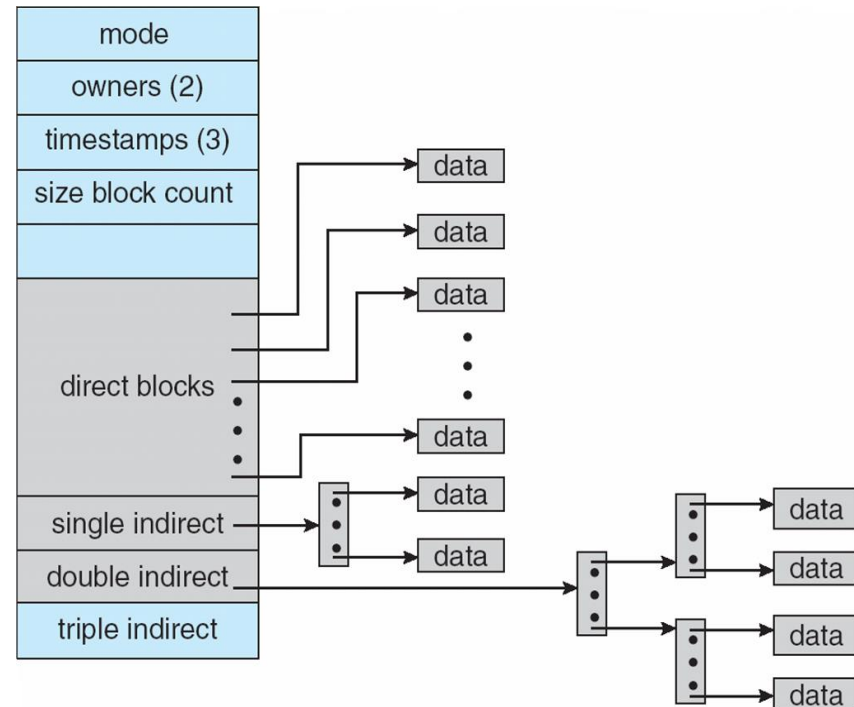 mode
owners (2)
timestamps (3)
size block count
data
data
data
direct blocks
data
single indirect
data
data
double indirect
data
data
triple indirect
data
data